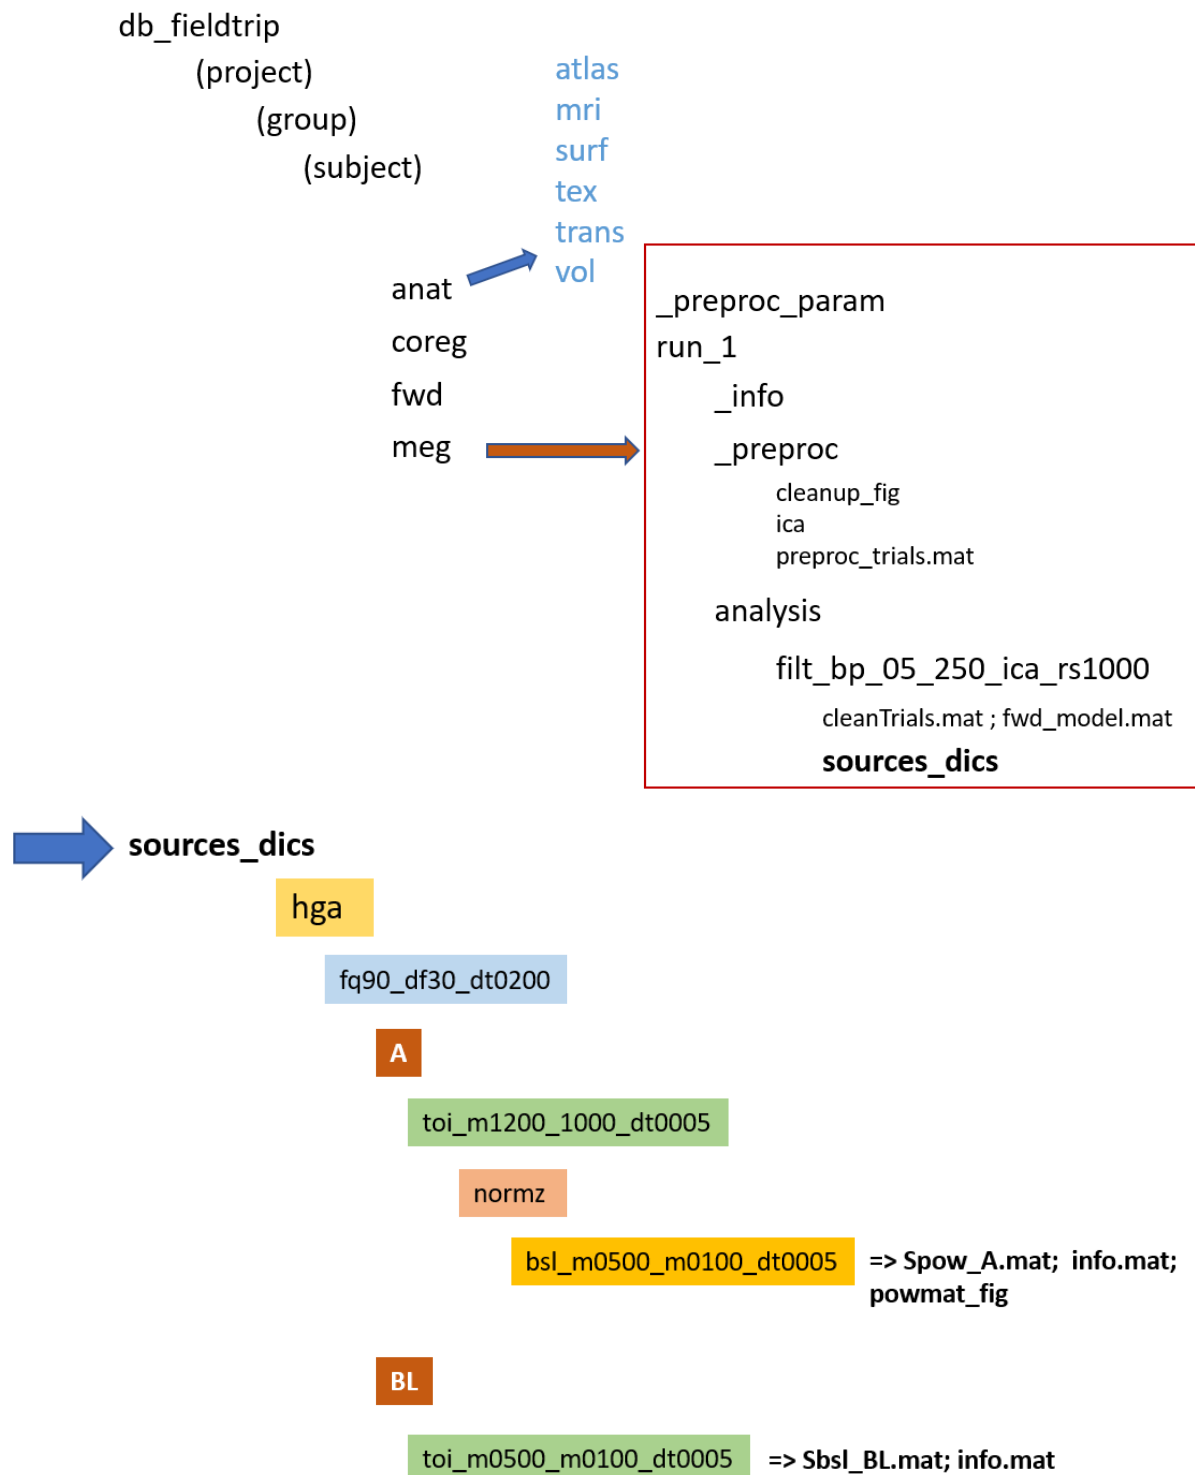 db_fieldtrip
(project)
(group)
(subject)
atlas
mri
surf
tex
trans
vol
anat
coreg
fwd
meg
_preproc_param
run_1
_info
_preproc
cleanup_fig
ica
preproc_trials.mat
analysis
filt_bp_05_250_ica_rs1000
cleanTrials.mat ; fwd_model.mat
sources_dics
sources_dics
hga
fq90_df30_dt0200
A
toi_m1200_1000_dt0005
normz
bsl_m0500_m0100_dt0005 => Spow_A.mat; info.mat;
powmat_fig
BL
toi_m0500_m0100_dt0005 => Sbsl_BL.mat; info.mat